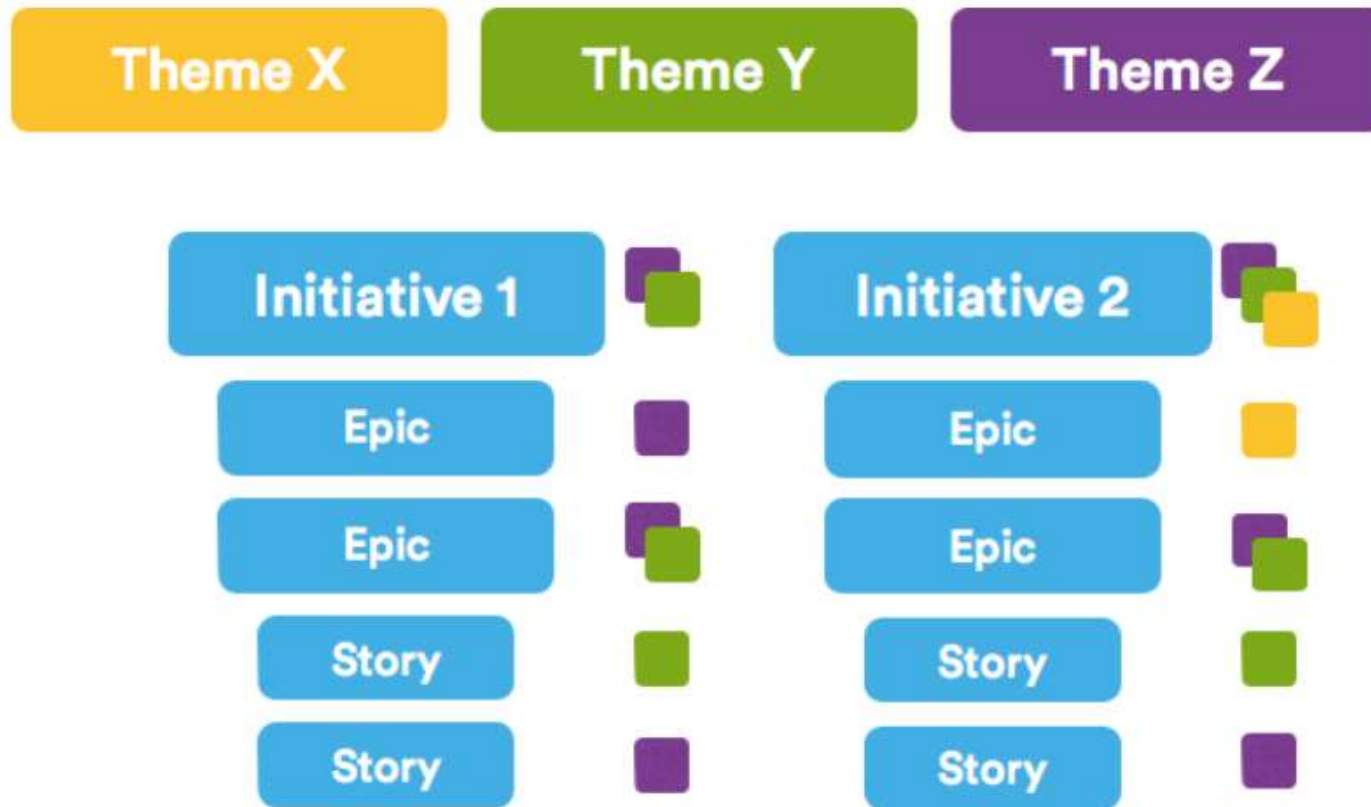 Theme X
Theme Y
Theme Z
Initiative 1
Epic
Epic
Story
Story
Initiative 2
Epic
Epic
Story
Story